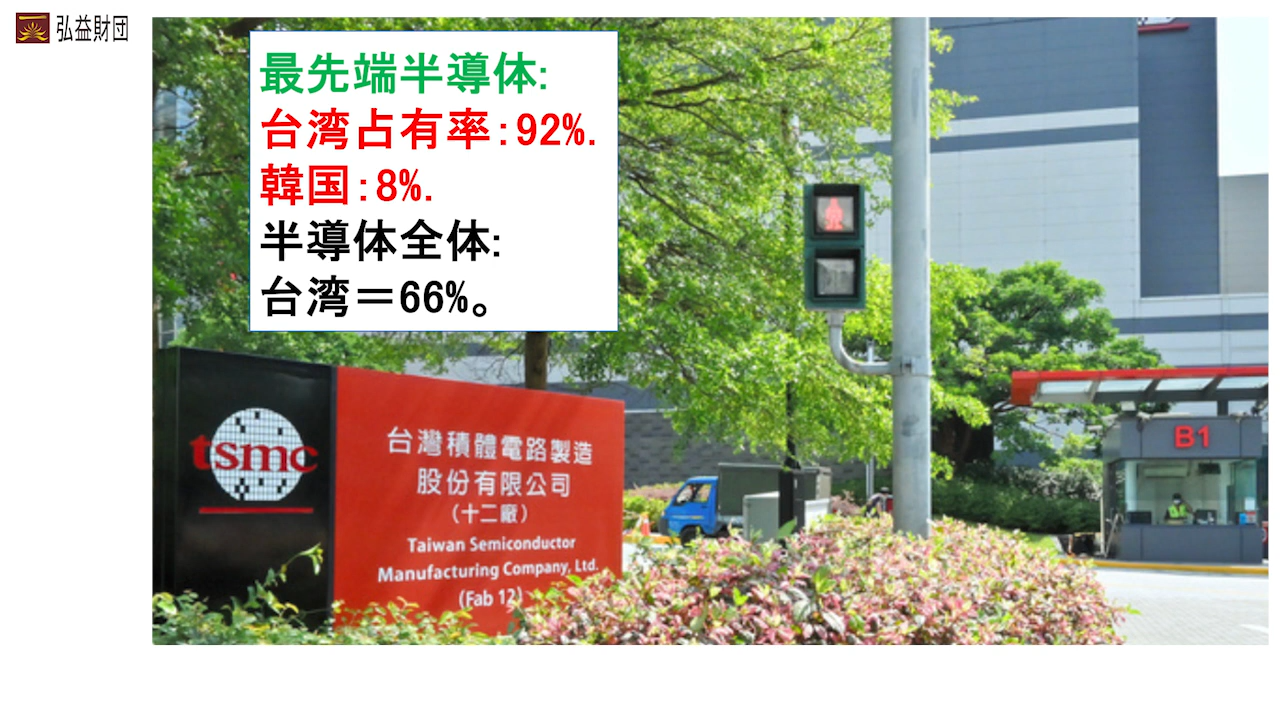 弘益財団
最先端半導体:
台湾占有率:92%.
韓国:8%.
半導体全体:
台湾＝66%。
tsmc
台灣積體電路製造
股份有限公司
(十二廠)
Taiwan Semiconductor
Manufacturing Company, Ltd.
(Fab 12)
B1